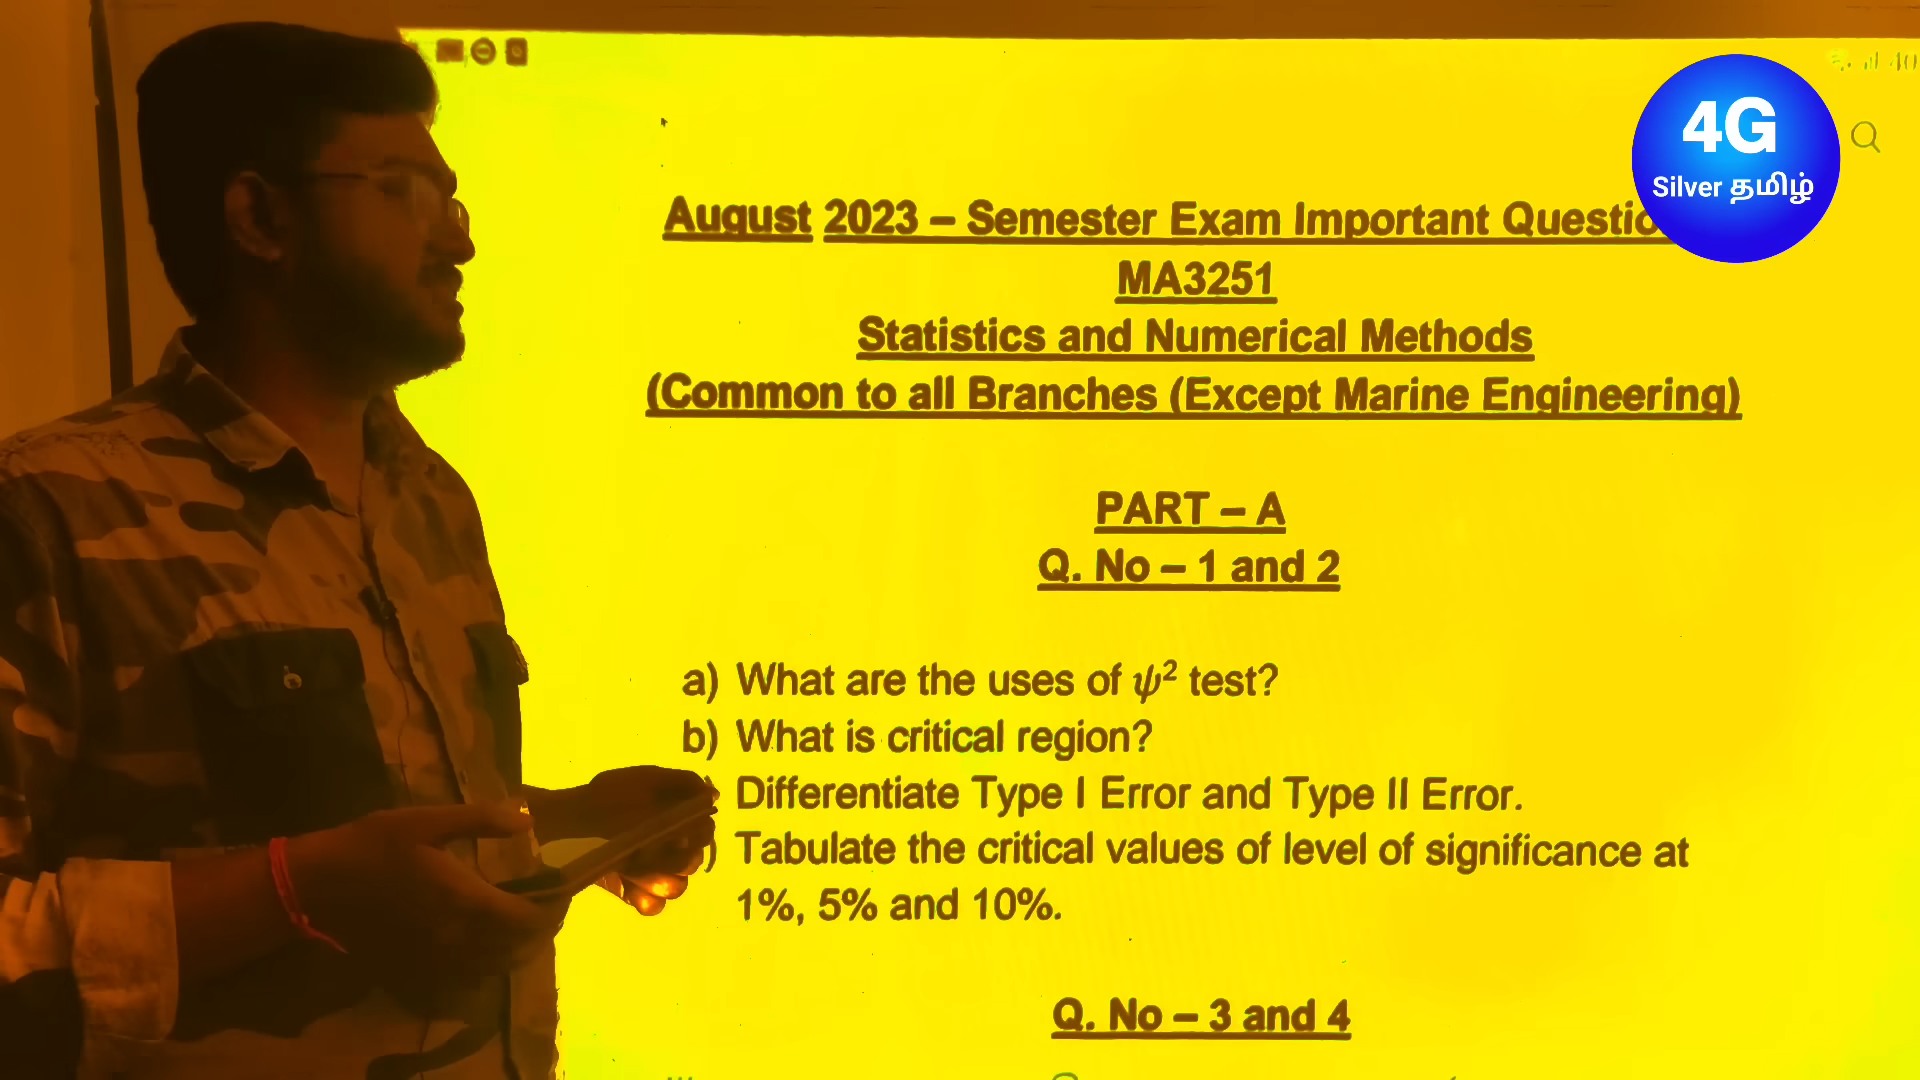 4G
Silver தமிழ்
August 2023 – Semester Exam Important
MA3251
Statistics and Numerical Methods
(Common to all Branches (Except Marine Engineering)
PART – A
Q. No – 1 and 2
a) What are the uses of ψ² test?
b) What is critical region?
Differentiate Type I Error and Type II Error.
) Tabulate the critical values of level of significance at
1%, 5% and 10%.
Q. No – 3 and 4